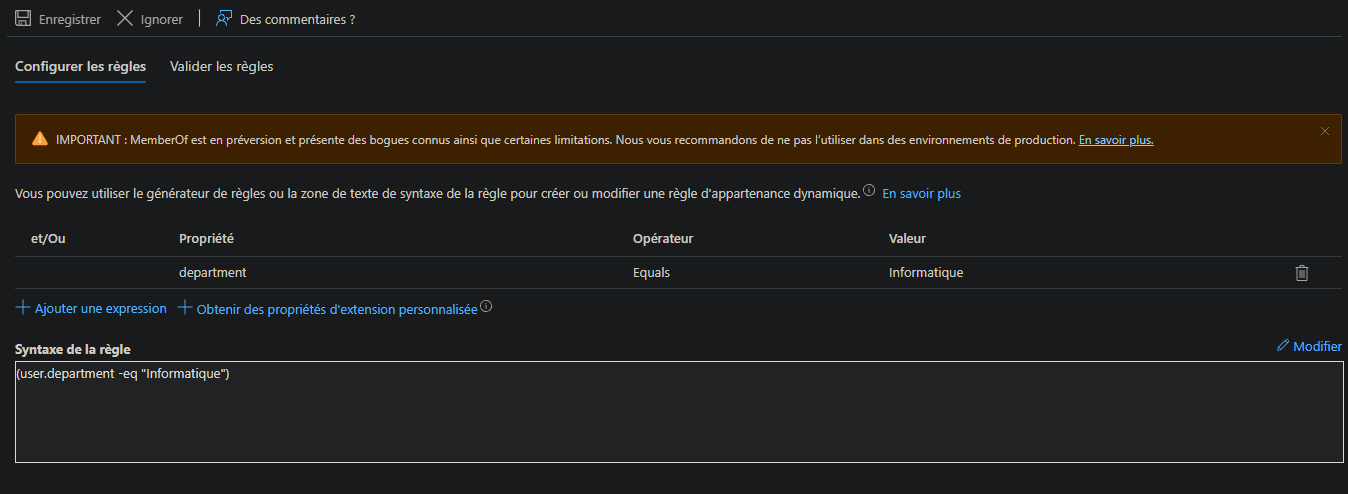 Enregistrer Ignorer Des commentaires ?
Configurer les règles Valider les règles
IMPORTANT : MemberOf est en préversion et présente des bogues connus ainsi que certaines limitations. Nous vous recommandons de ne pas l'utiliser dans des environnements de production. En savoir plus.
Vous pouvez utiliser le générateur de règles ou la zone de texte de syntaxe de la règle pour créer ou modifier une règle d'appartenance dynamique. En savoir plus
et/Ou Propriété Opérateur Valeur
department Equals Informatique
Ajouter une expression Obtenir des propriétés d'extension personnalisée
Syntaxe de la règle Modifier
(user.department -eq "Informatique")